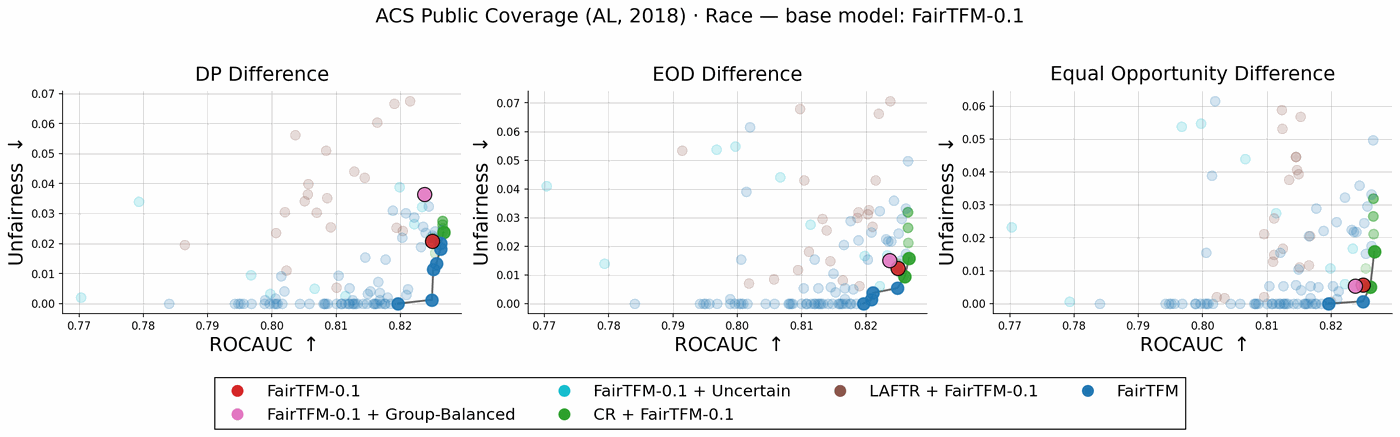 ACS Public Coverage (AL, 2018) · Race — base model: FairTFM-0.1
DP Difference
0.07
0.06
0.05
0.04
0.03
0.02
0.01
0.00
Unfairness ↓
0.77 0.78 0.79 0.80 0.81 0.82
ROCAUC ↑
EOD Difference
0.07
0.06
0.05
0.04
0.03
0.02
0.01
0.00
Unfairness ↓
0.77 0.78 0.79 0.80 0.81 0.82
ROCAUC ↑
Equal Opportunity Difference
0.06
0.05
0.04
0.03
0.02
0.01
0.00
Unfairness ↓
0.77 0.78 0.79 0.80 0.81 0.82
ROCAUC ↑
FairTFM-0.1 FairTFM-0.1 + Uncertain LAFTR + FairTFM-0.1 FairTFM
FairTFM-0.1 + Group-Balanced CR + FairTFM-0.1